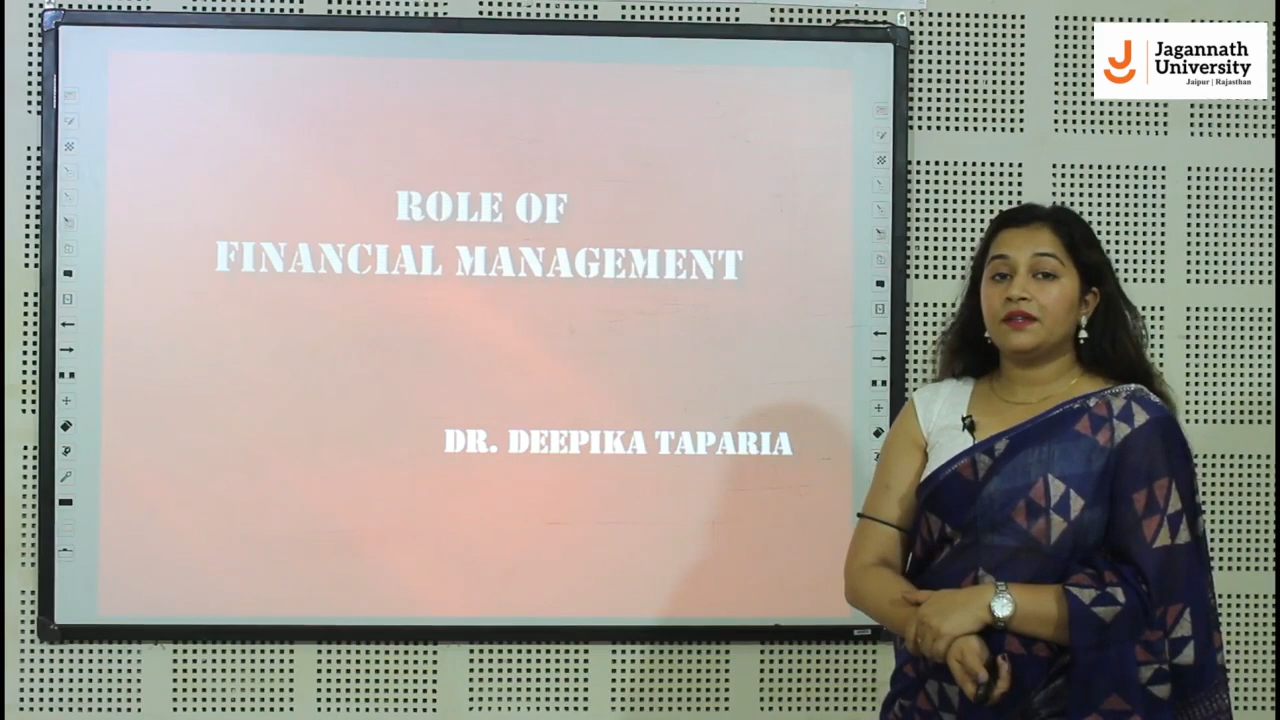 Jagannath
University
Jaipur | Rajasthan
ROLE OF
FINANCIAL MANAGEMENT
DR. DEEPIKA TAPARIA